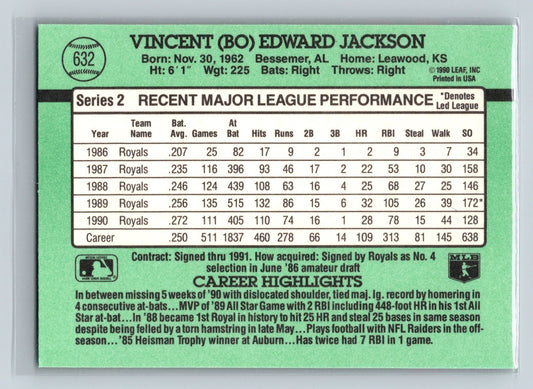 632
VINCENT (BO) EDWARD JACKSON
Born: Nov. 30, 1962 Bessemer, AL Home: Leawood, KS
Ht: 6'1" Wgt: 225 Bats: Right Throws: Right
©1990 LEAF, INC
Printed in USA
Series 2 RECENT MAJOR LEAGUE PERFORMANCE *Denotes Led League
Year Team Name Bat. Avg. Games At Bat Hits Runs 2B 3B HR RBI Steal Walk SO
1986 Royals .207 25 82 17 9 2 1 2 9 3 7 34
1987 Royals .235 116 396 93 46 17 2 22 53 10 30 158
1988 Royals .246 124 439 108 63 16 4 25 68 27 25 146
1989 Royals .256 135 515 132 85 15 6 32 105 26 39 172*
1990 Royals .272 111 405 110 74 16 1 28 78 15 44 128
Career .250 511 1837 460 278 66 14 109 313 81 145 638
Contract: Signed thru 1991. How acquired: Signed by Royals as No. 4
selection in June '86 amateur draft
CAREER HIGHLIGHTS
In between missing 5 weeks of '90 with dislocated shoulder, tied maj. lg. record by homering in
4 consecutive at-bats...MVP of '89 All Star Game with 2 RBI including 448-foot HR in his 1st All
Star at-bat...In '88 became 1st Royal in history to hit 25 HR and steal 25 bases in same season
despite being felled by a torn hamstring in late May...Plays football with NFL Raiders in the off-
season...'85 Heisman Trophy winner at Auburn...Has twice had 7 RBI in 1 game.
MLB